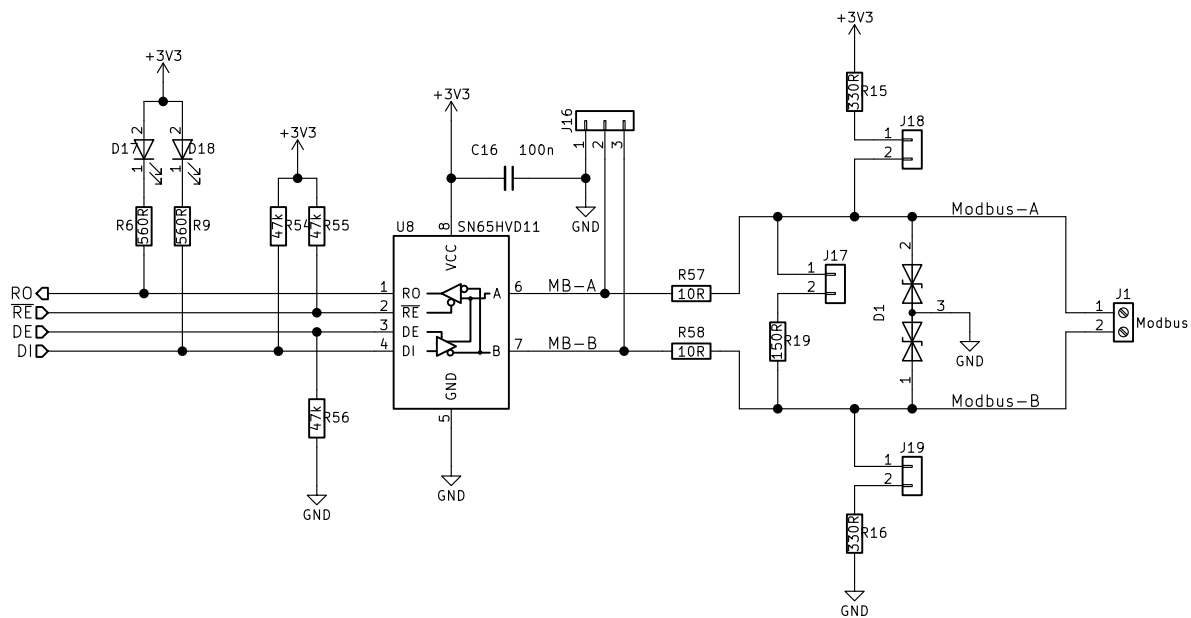 +3V3
R15
330R
J18
1
2
+3V3
D17
2
1
D18
2
1
R6
560R
R9
560R
+3V3
47k
R54
47k
R55
+3V3
C16
100n
J16
1
2
3
GND
U8
SN65HVD11
8
VCC
RO
RE
DE
DI
1
2
3
4
RO
RE
DE
DI
A
B
6
7
GND
5
GND
MB-A
MB-B
R57
10R
R58
10R
47k
R56
GND
Modbus-A
J17
1
2
150R
R19
D1
2
1
3
GND
J1
1
2
Modbus
Modbus-B
J19
1
2
330R
R16
GND